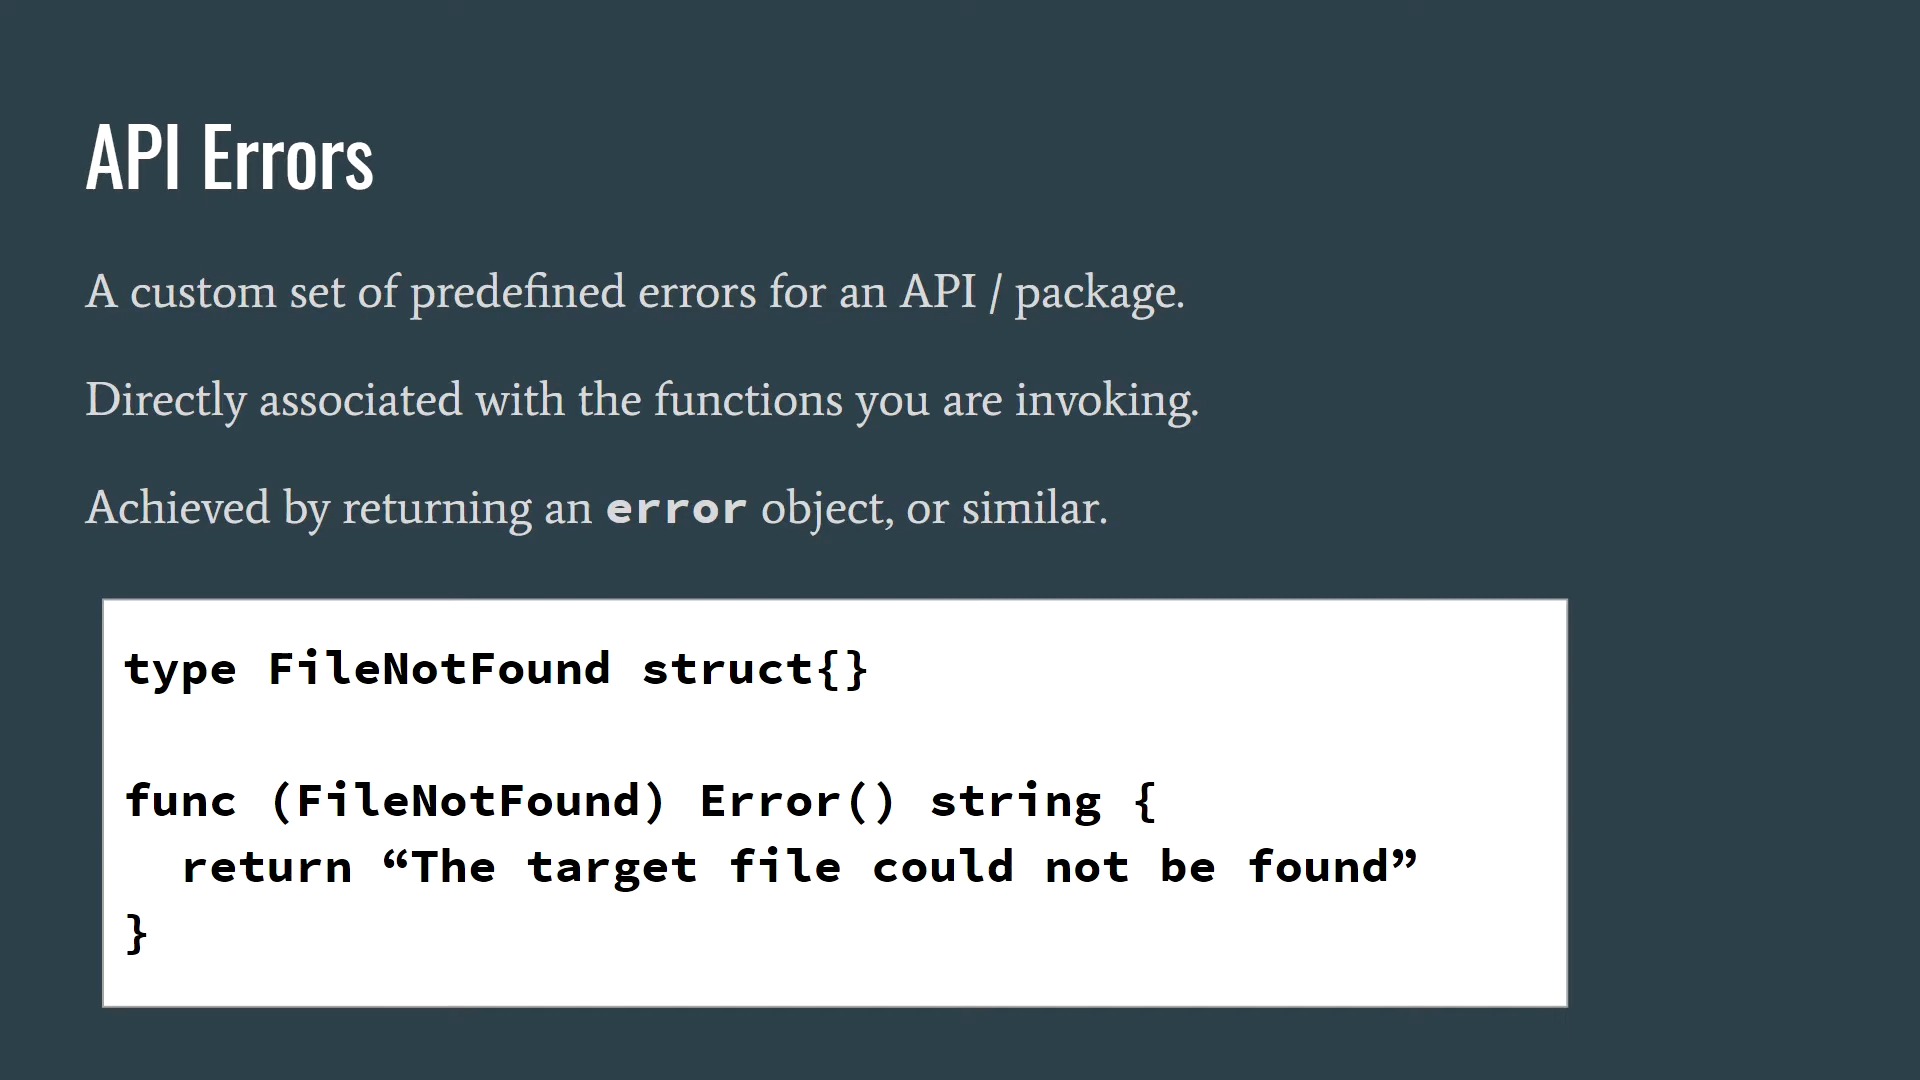 API Errors
A custom set of predefined errors for an API / package.
Directly associated with the functions you are invoking.
Achieved by returning an error object, or similar.
type FileNotFound struct{}
func (FileNotFound) Error() string {
  return “The target file could not be found”
}